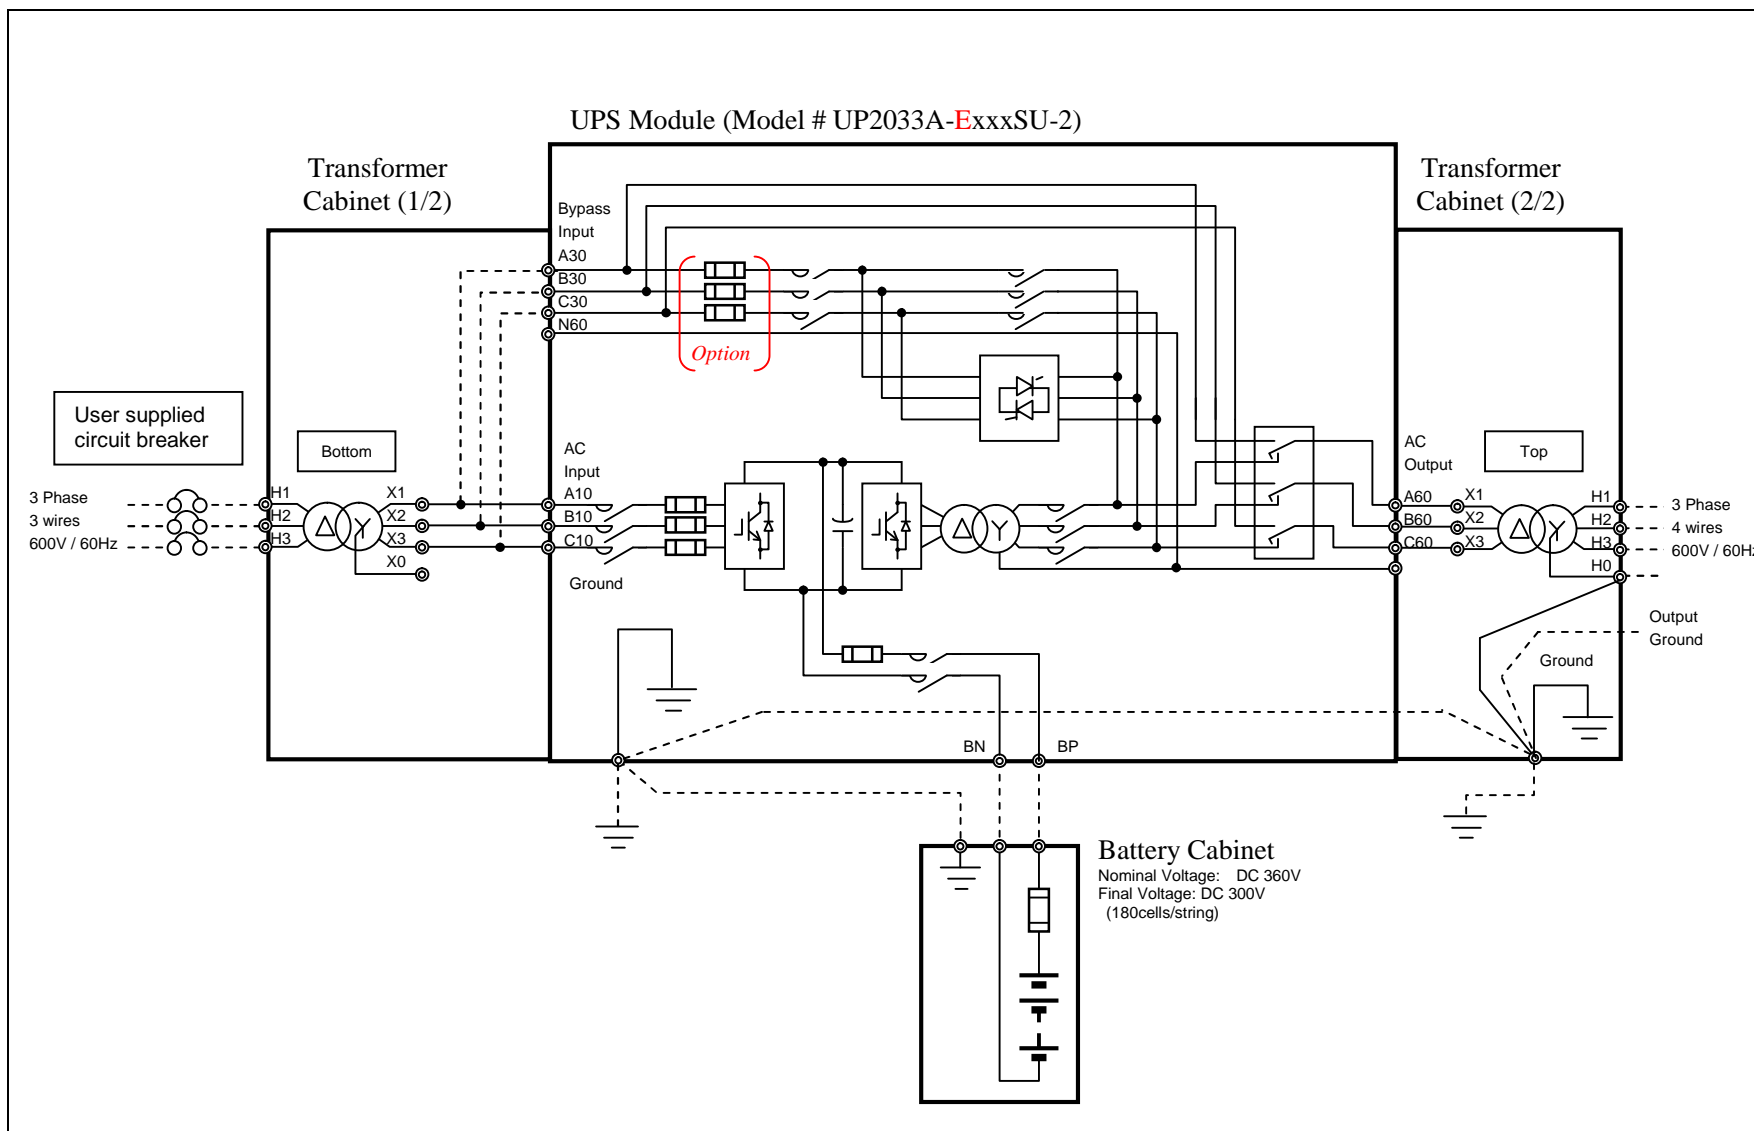 UPS Module (Model # UP2033A-ExxxSU-2)
Transformer
Cabinet (1/2)
Transformer
Cabinet (2/2)
Bypass
Input
A30
B30
C30
N60
Option
User supplied
circuit breaker
Bottom
AC
Input
AC
Output
Top
3 Phase
3 wires
600V / 60Hz
H1
H2
H3
X1
X2
X3
X0
A10
B10
C10
Ground
A60
B60
C60
X1
X2
X3
H1
H2
H3
H0
3 Phase
4 wires
600V / 60Hz
Output
Ground
Ground
BN
BP
Battery Cabinet
Nominal Voltage: DC 360V
Final Voltage: DC 300V
(180cells/string)